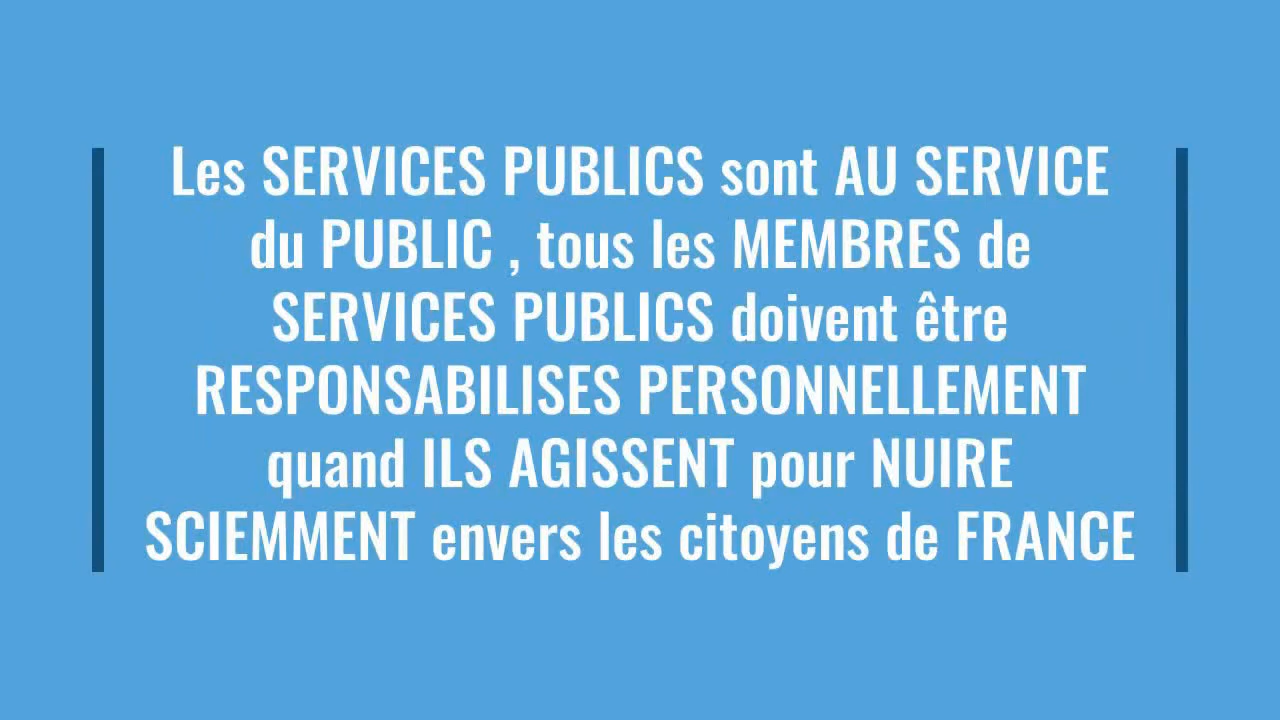 Les SERVICES PUBLICS sont AU SERVICE
du PUBLIC , tous les MEMBRES de
SERVICES PUBLICS doivent être
RESPONSABILISES PERSONNELLEMENT
quand ILS AGISSENT pour NUIRE
SCIEMMENT envers les citoyens de FRANCE